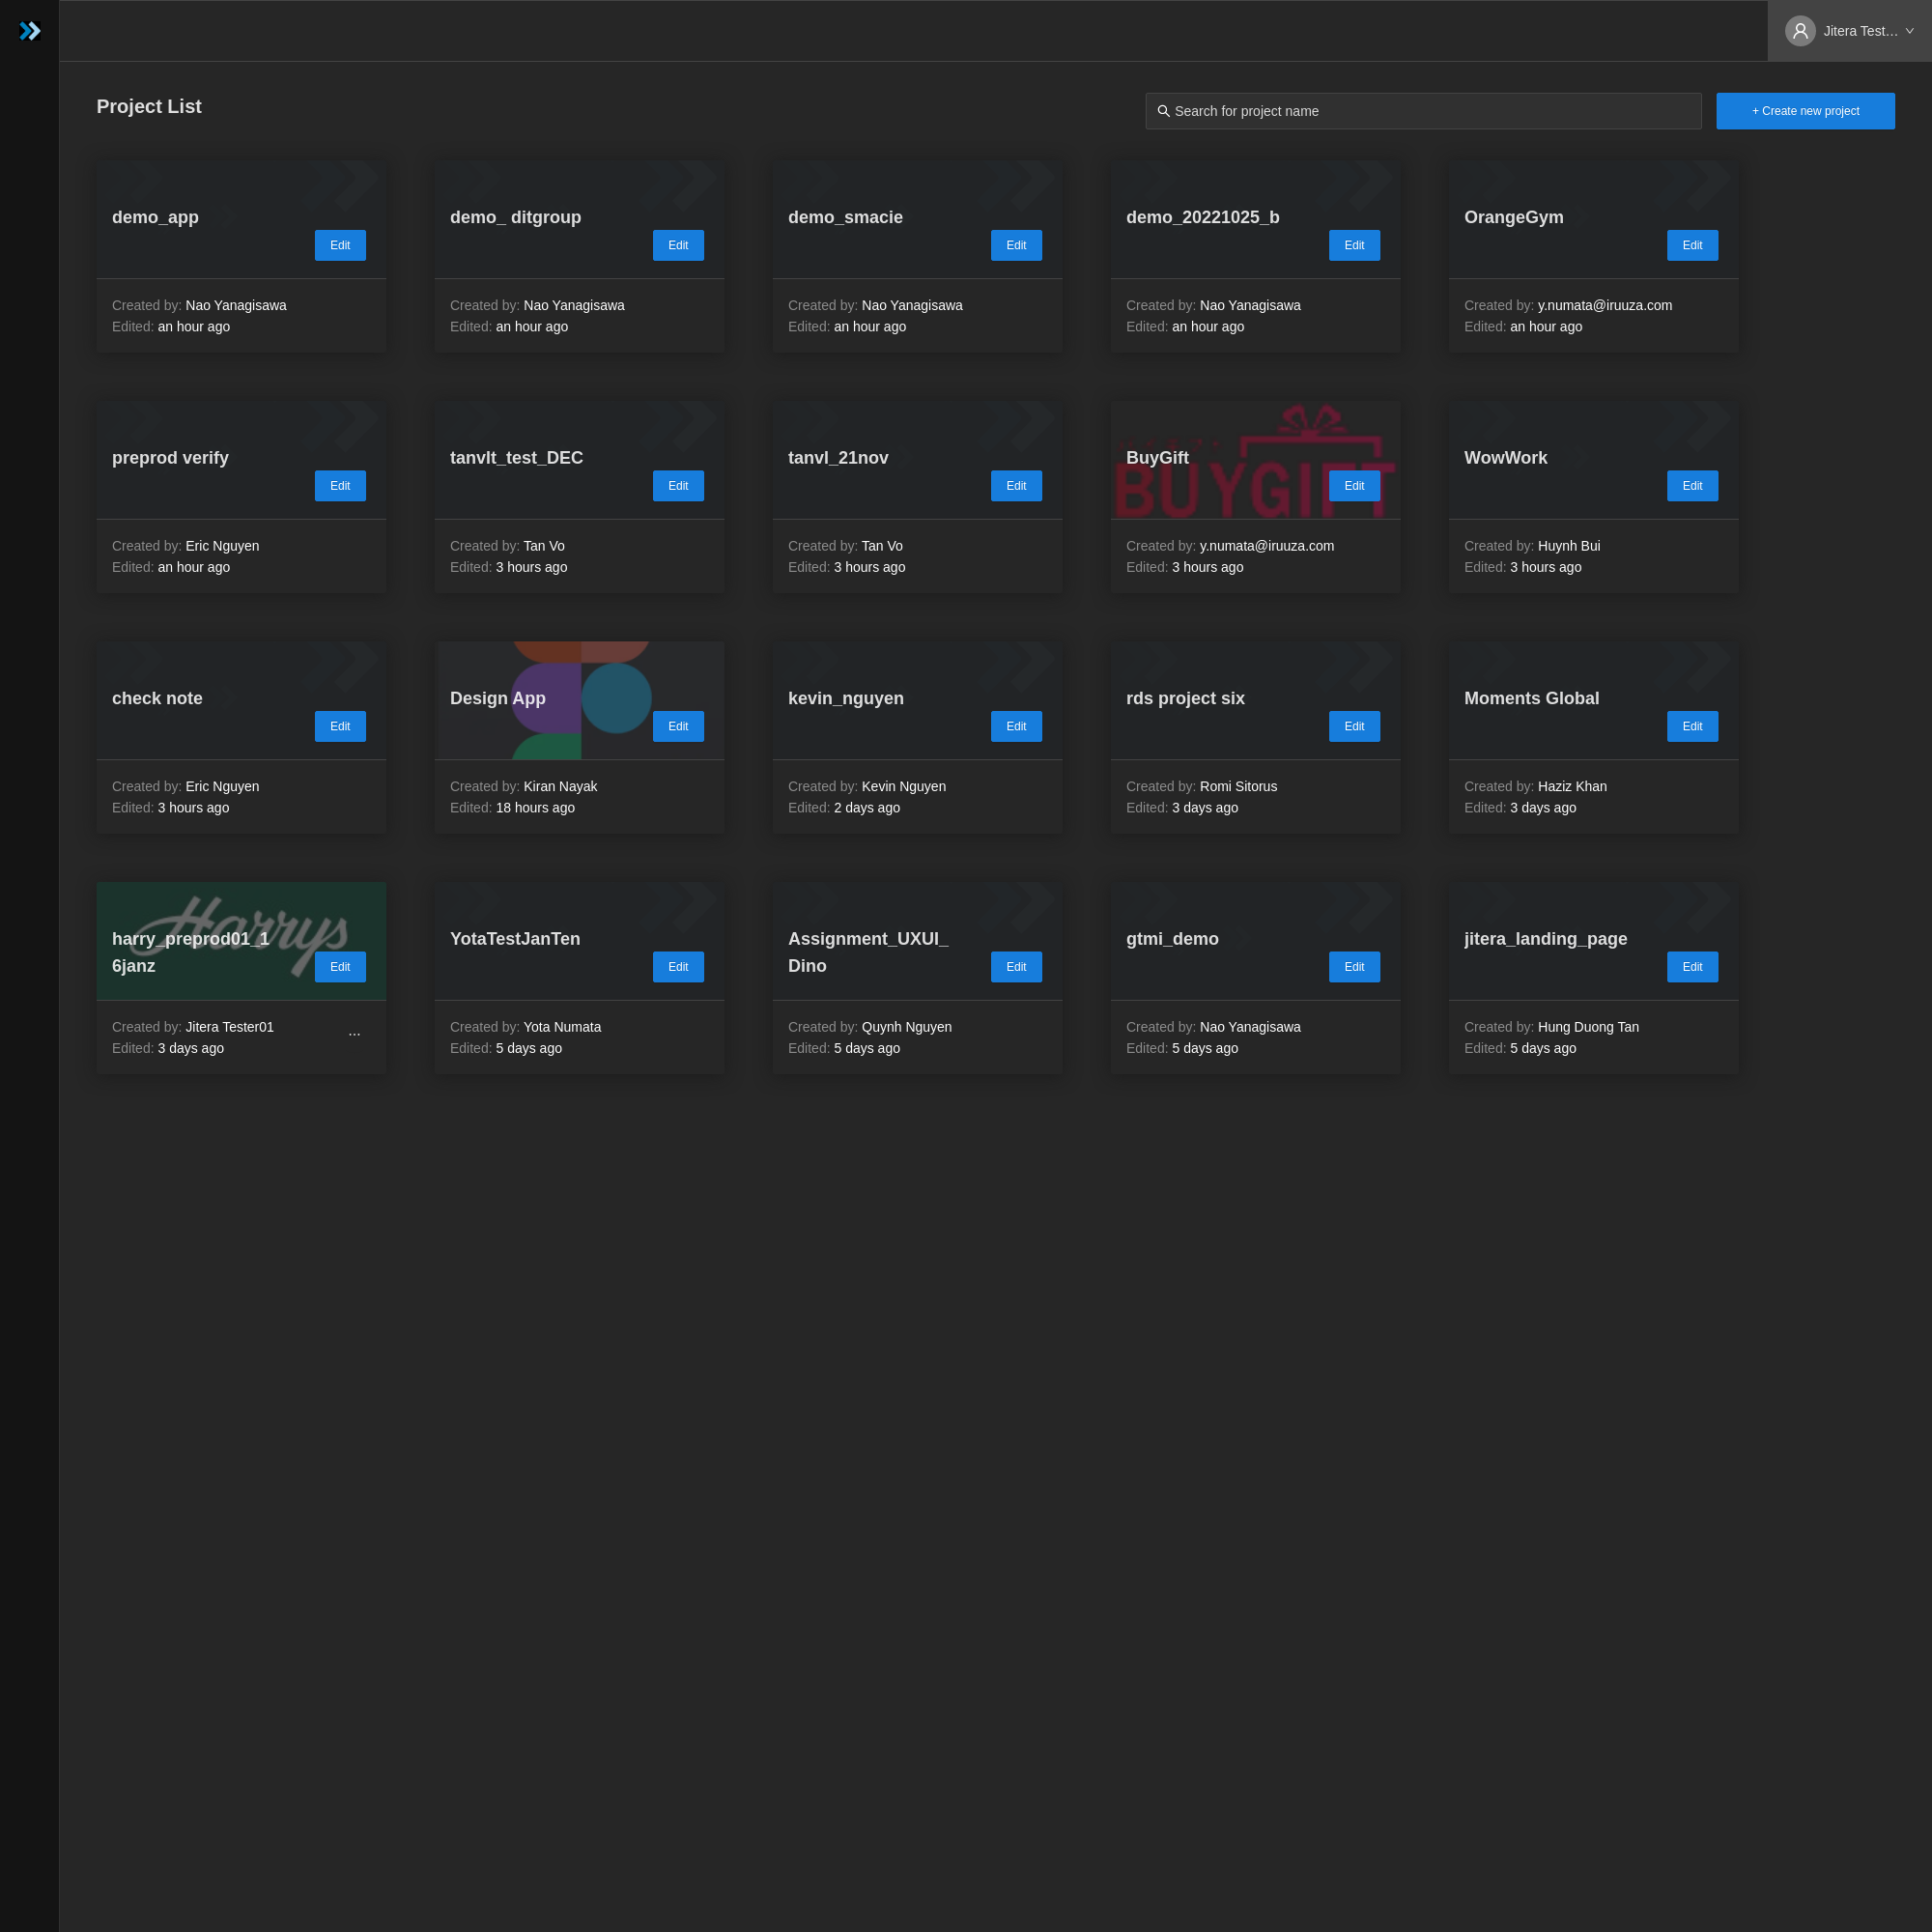 Jitera Test...
Project List
Search for project name
+ Create new project
demo_app
Edit
Created by: Nao Yanagisawa
Edited: an hour ago
demo_ ditgroup
Edit
Created by: Nao Yanagisawa
Edited: an hour ago
demo_smacie
Edit
Created by: Nao Yanagisawa
Edited: an hour ago
demo_20221025_b
Edit
Created by: Nao Yanagisawa
Edited: an hour ago
OrangeGym
Edit
Created by: y.numata@iruuza.com
Edited: an hour ago
preprod verify
Edit
Created by: Eric Nguyen
Edited: an hour ago
tanvIt_test_DEC
Edit
Created by: Tan Vo
Edited: 3 hours ago
tanvl_21nov
Edit
Created by: Tan Vo
Edited: 3 hours ago
BuyGift
BUYGIFT
Edit
Created by: y.numata@iruuza.com
Edited: 3 hours ago
WowWork
Edit
Created by: Huynh Bui
Edited: 3 hours ago
check note
Edit
Created by: Eric Nguyen
Edited: 3 hours ago
Design App
Edit
Created by: Kiran Nayak
Edited: 18 hours ago
kevin_nguyen
Edit
Created by: Kevin Nguyen
Edited: 2 days ago
rds project six
Edit
Created by: Romi Sitorus
Edited: 3 days ago
Moments Global
Edit
Created by: Haziz Khan
Edited: 3 days ago
Harrys
harry_preprod01_1
6janz
Edit
Created by: Jitera Tester01
...
Edited: 3 days ago
YotaTestJanTen
Edit
Created by: Yota Numata
Edited: 5 days ago
Assignment_UXUI_
Dino
Edit
Created by: Quynh Nguyen
Edited: 5 days ago
gtmi_demo
Edit
Created by: Nao Yanagisawa
Edited: 5 days ago
jitera_landing_page
Edit
Created by: Hung Duong Tan
Edited: 5 days ago